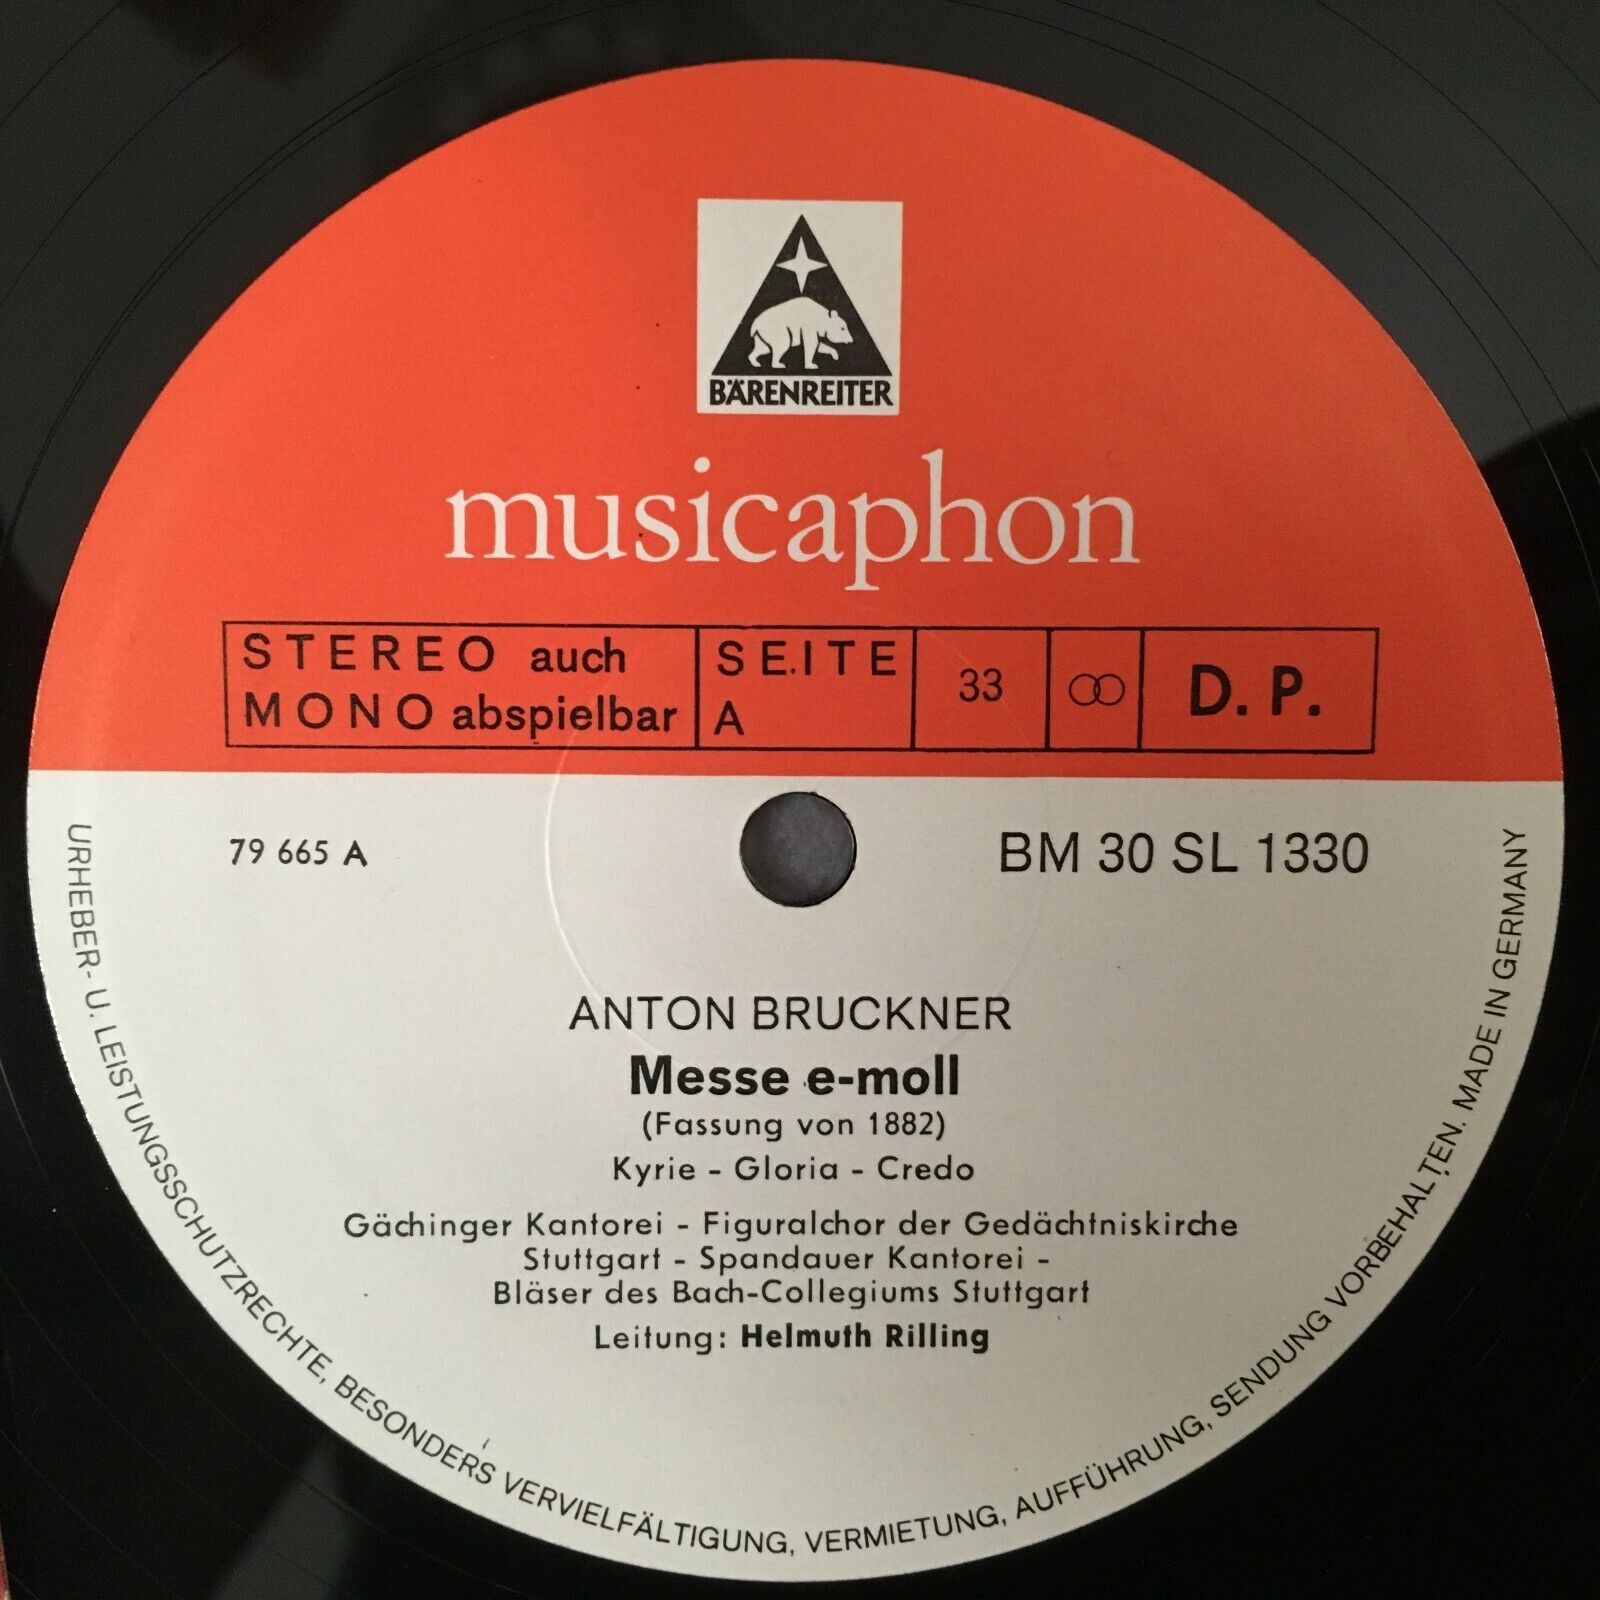 BÄRENREITER
musicaphon
STEREO auch
MONO abspielbar
SEITE
A
33
D. P.
79 665 A
BM 30 SL 1330
ANTON BRUCKNER
Messe e-moll
(Fassung von 1882)
Kyrie - Gloria - Credo
Gächinger Kantorei - Figuralchor der Gedächtniskirche
Stuttgart - Spandauer Kantorei -
Bläser des Bach-Collegiums Stuttgart
Leitung: Helmuth Rilling
URHEBER- U. LEISTUNGSSCHUTZRECHTE, BESONDERS VERVIELFÄLTIGUNG, VERMIETUNG, AUFFÜHRUNG, SENDUNG VORBEHALTEN. MADE IN GERMANY